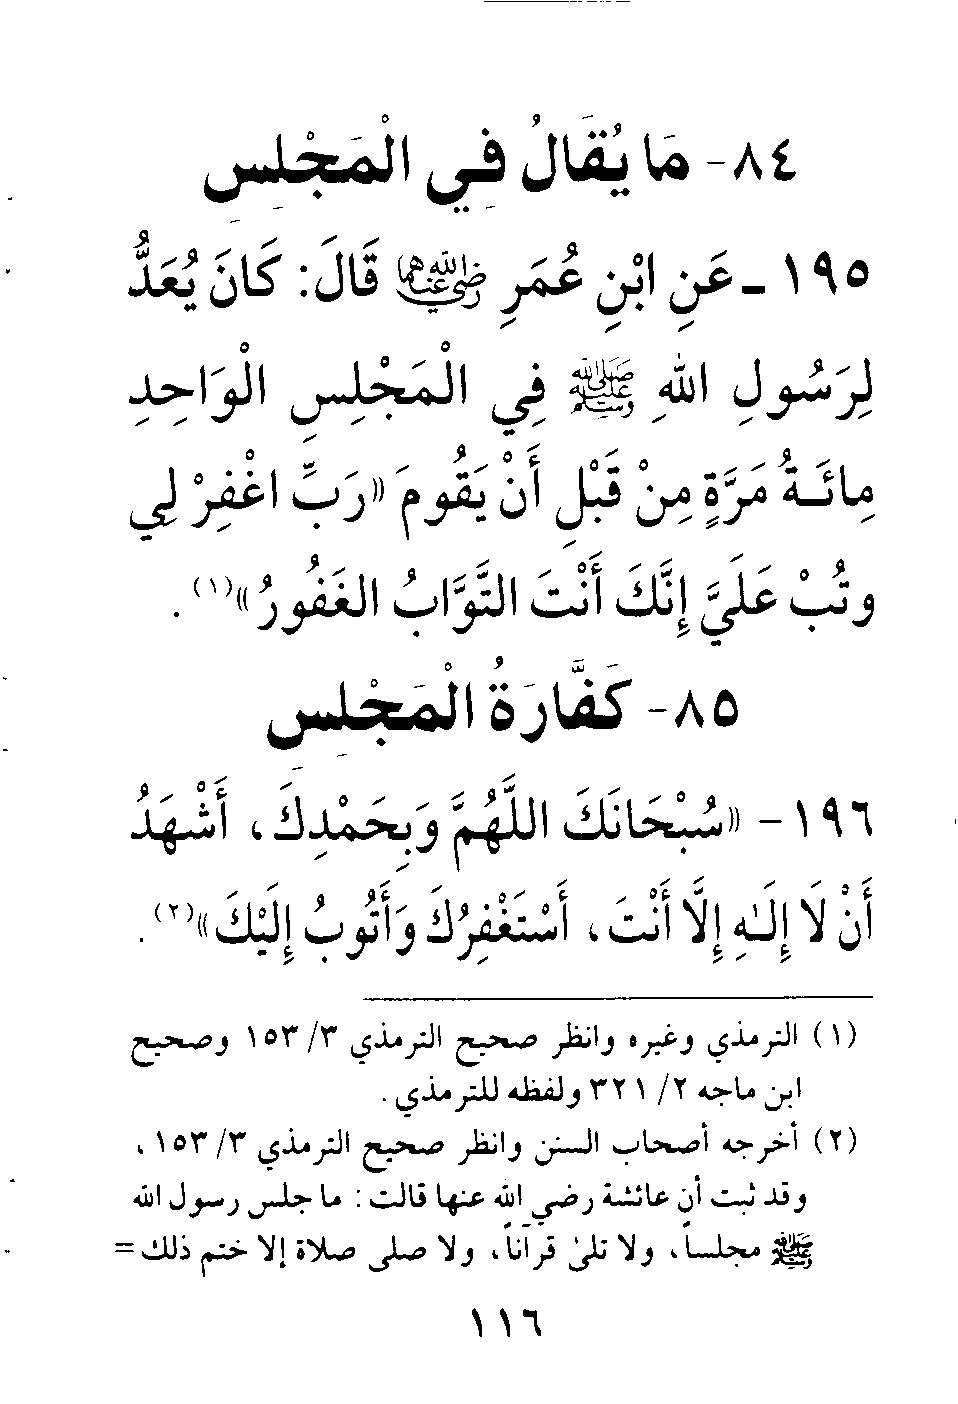 ٨٤- مَا يُقَالُ فِي الْمَجْلِسِ
١٩٥ ـ عَنِ ابْنِ عُمَرِ رضي الله عنهما قَالَ: كَانَ يُعَدُّ
لِرَسُولِ اللهِ ﷺ فِي الْمَجْلِسِ الْوَاحِدِ
مِائَـةُ مَرَّةٍ مِنْ قَبْلِ أَنْ يَقُومَ «رَبِّ اغْفِرْ لِي
وتُبْ عَلَيَّ إِنَّكَ أَنْتَ التَّوَّابُ الغَفُورُ»(١).
٨٥- كَفَّارَةُ الْمَجْلِسِ
١٩٦- «سُبْحَانَكَ اللَّهُمَّ وَبِحَمْدِكَ، أَشْهَدُ
أَنْ لَا إِلَـٰهِ إِلَّا أَنْتَ، أَسْتَغْفِرُكَ وَأَتُوبُ إِلَيْكَ»(٢).
(١) الترمذي وغيره وانظر صحيح الترمذي ٣/ ١٥٣ وصحيح
ابن ماجه ٢/ ٣٢١ ولفظه للترمذي.
(٢) أخرجه أصحاب السنن وانظر صحيح الترمذي ٣/ ١٥٣،
وقد ثبت أن عائشة رضي الله عنها قالت: ما جلس رسول الله
ﷺ مجلساً، ولا تلىٰ قرآناً، ولا صلى صلاة إلا ختم ذلك =
١١٦